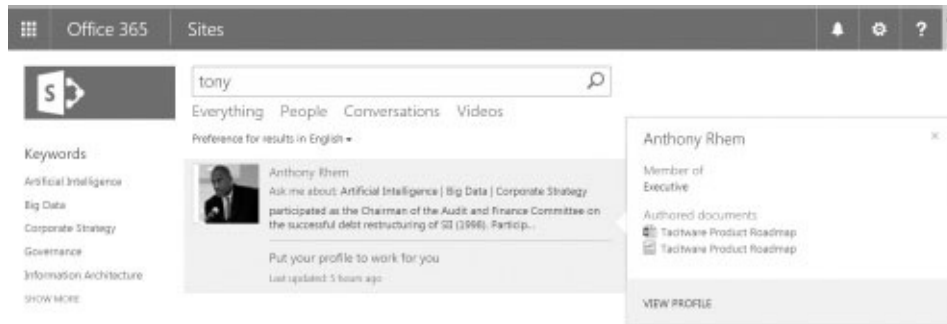 Office 365 Sites
S
tony
Everything People Conversations Videos
Preference for results in English
Keywords
Artificial Intelligence
Big Data
Corporate Strategy
Governance
Information Architecture
SHOW MORE
Anthony Rhem
Ask me about: Artificial Intelligence | Big Data | Corporate Strategy
participated as the Chairman of the Audit and Finance Committee on
the successful debt restructuring of SII (1998). Particip...
Put your profile to work for you
Last updated: 5 hours ago
Anthony Rhem
Member of
Executive
Authored documents
Tacitware Product Roadmap
Tacitware Product Roadmap
VIEW PROFILE